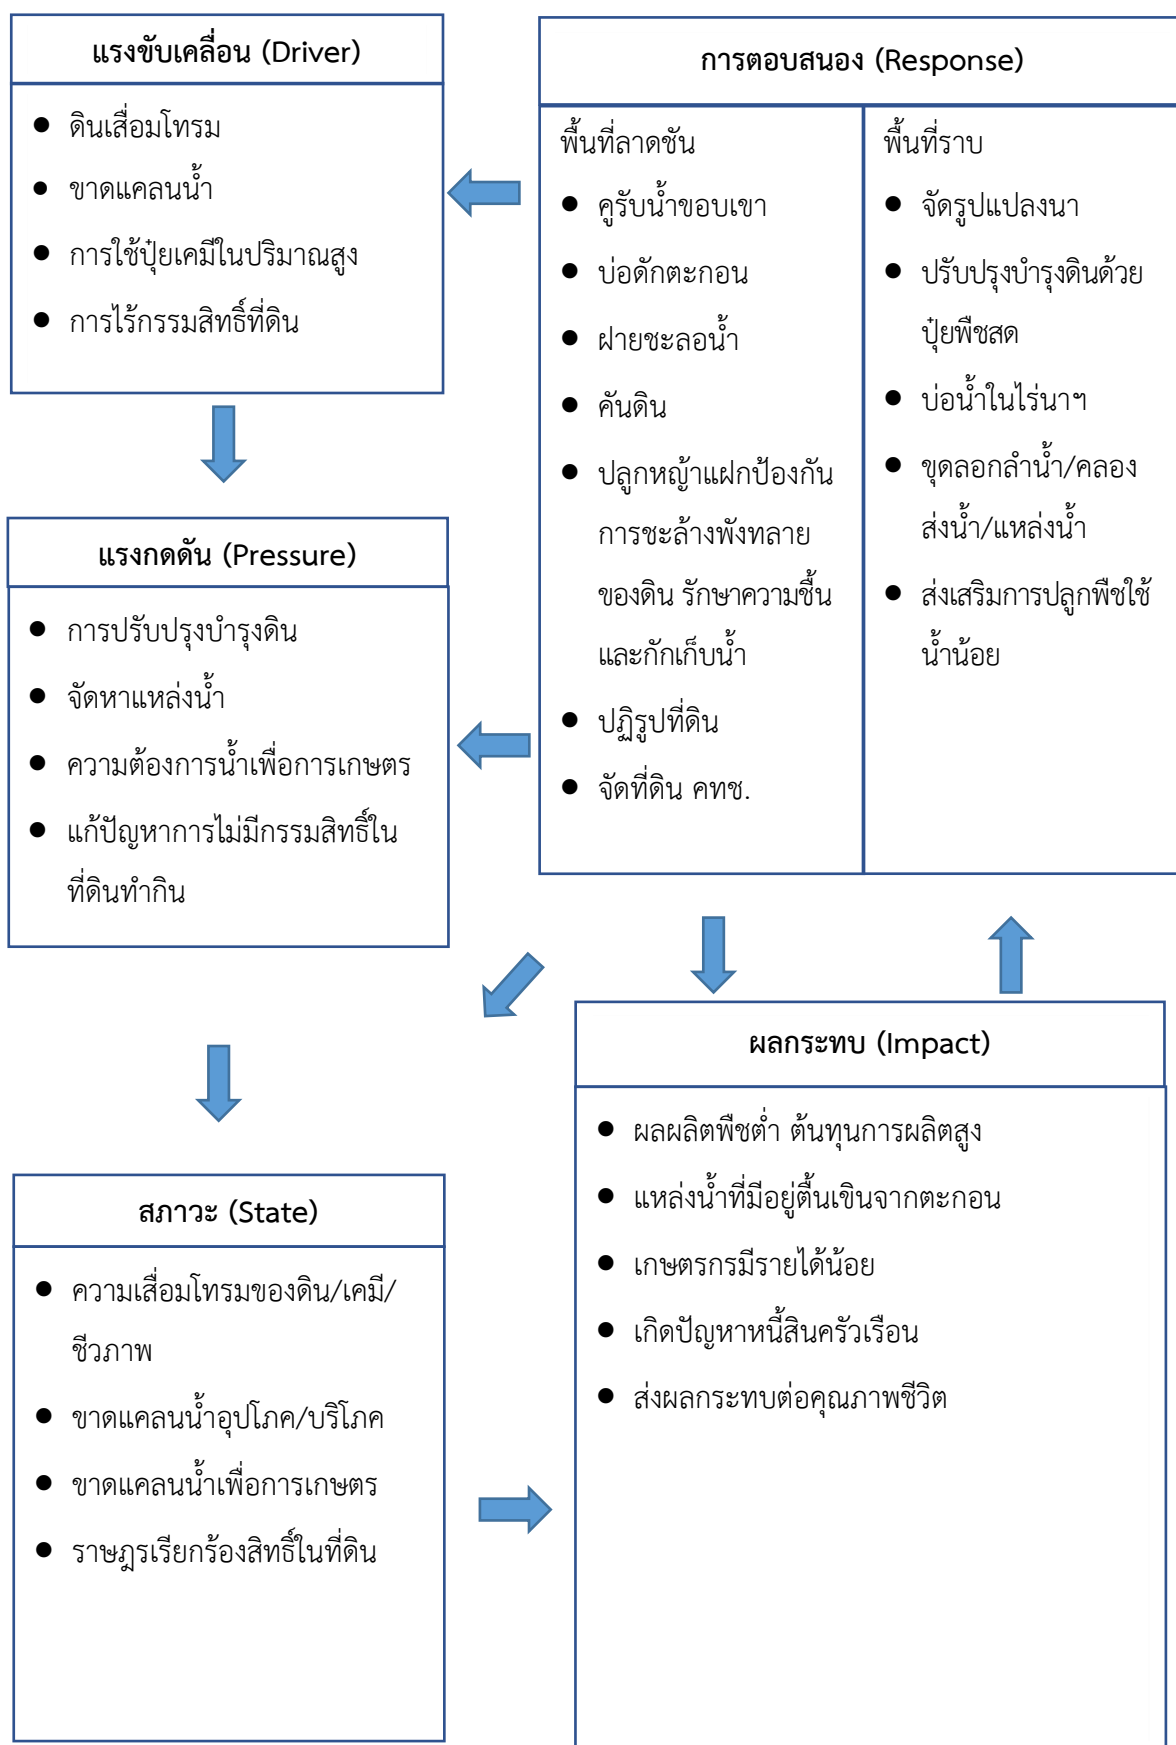 แรงขับเคลื่อน (Driver)
● ดินเสื่อมโทรม
● ขาดแคลนน้ำ
● การใช้ปุ๋ยเคมีในปริมาณสูง
● การไร้กรรมสิทธิ์ที่ดิน
การตอบสนอง (Response)
พื้นที่ลาดชัน
● คูรับน้ำขอบเขา
● บ่อดักตะกอน
● ฝายชะลอน้ำ
● คันดิน
● ปลูกหญ้าแฝกป้องกัน
การชะล้างพังทลาย
ของดิน รักษาความชื้น
และกักเก็บน้ำ
● ปฏิรูปที่ดิน
● จัดที่ดิน คทช.
พื้นที่ราบ
● จัดรูปแปลงนา
● ปรับปรุงบำรุงดินด้วย
ปุ๋ยพืชสด
● บ่อน้ำในไร่นาฯ
● ขุดลอกลำน้ำ/คลอง
ส่งน้ำ/แหล่งน้ำ
● ส่งเสริมการปลูกพืชใช้
น้ำน้อย
แรงกดดัน (Pressure)
● การปรับปรุงบำรุงดิน
● จัดหาแหล่งน้ำ
● ความต้องการน้ำเพื่อการเกษตร
● แก้ปัญหาการไม่มีกรรมสิทธิ์ใน
ที่ดินทำกิน
สภาวะ (State)
● ความเสื่อมโทรมของดิน/เคมี/
ชีวภาพ
● ขาดแคลนน้ำอุปโภค/บริโภค
● ขาดแคลนน้ำเพื่อการเกษตร
● ราษฎรเรียกร้องสิทธิ์ในที่ดิน
ผลกระทบ (Impact)
● ผลผลิตพืชต่ำ ต้นทุนการผลิตสูง
● แหล่งน้ำที่มีอยู่ตื้นเขินจากตะกอน
● เกษตรกรมีรายได้น้อย
● เกิดปัญหาหนี้สินครัวเรือน
● ส่งผลกระทบต่อคุณภาพชีวิต